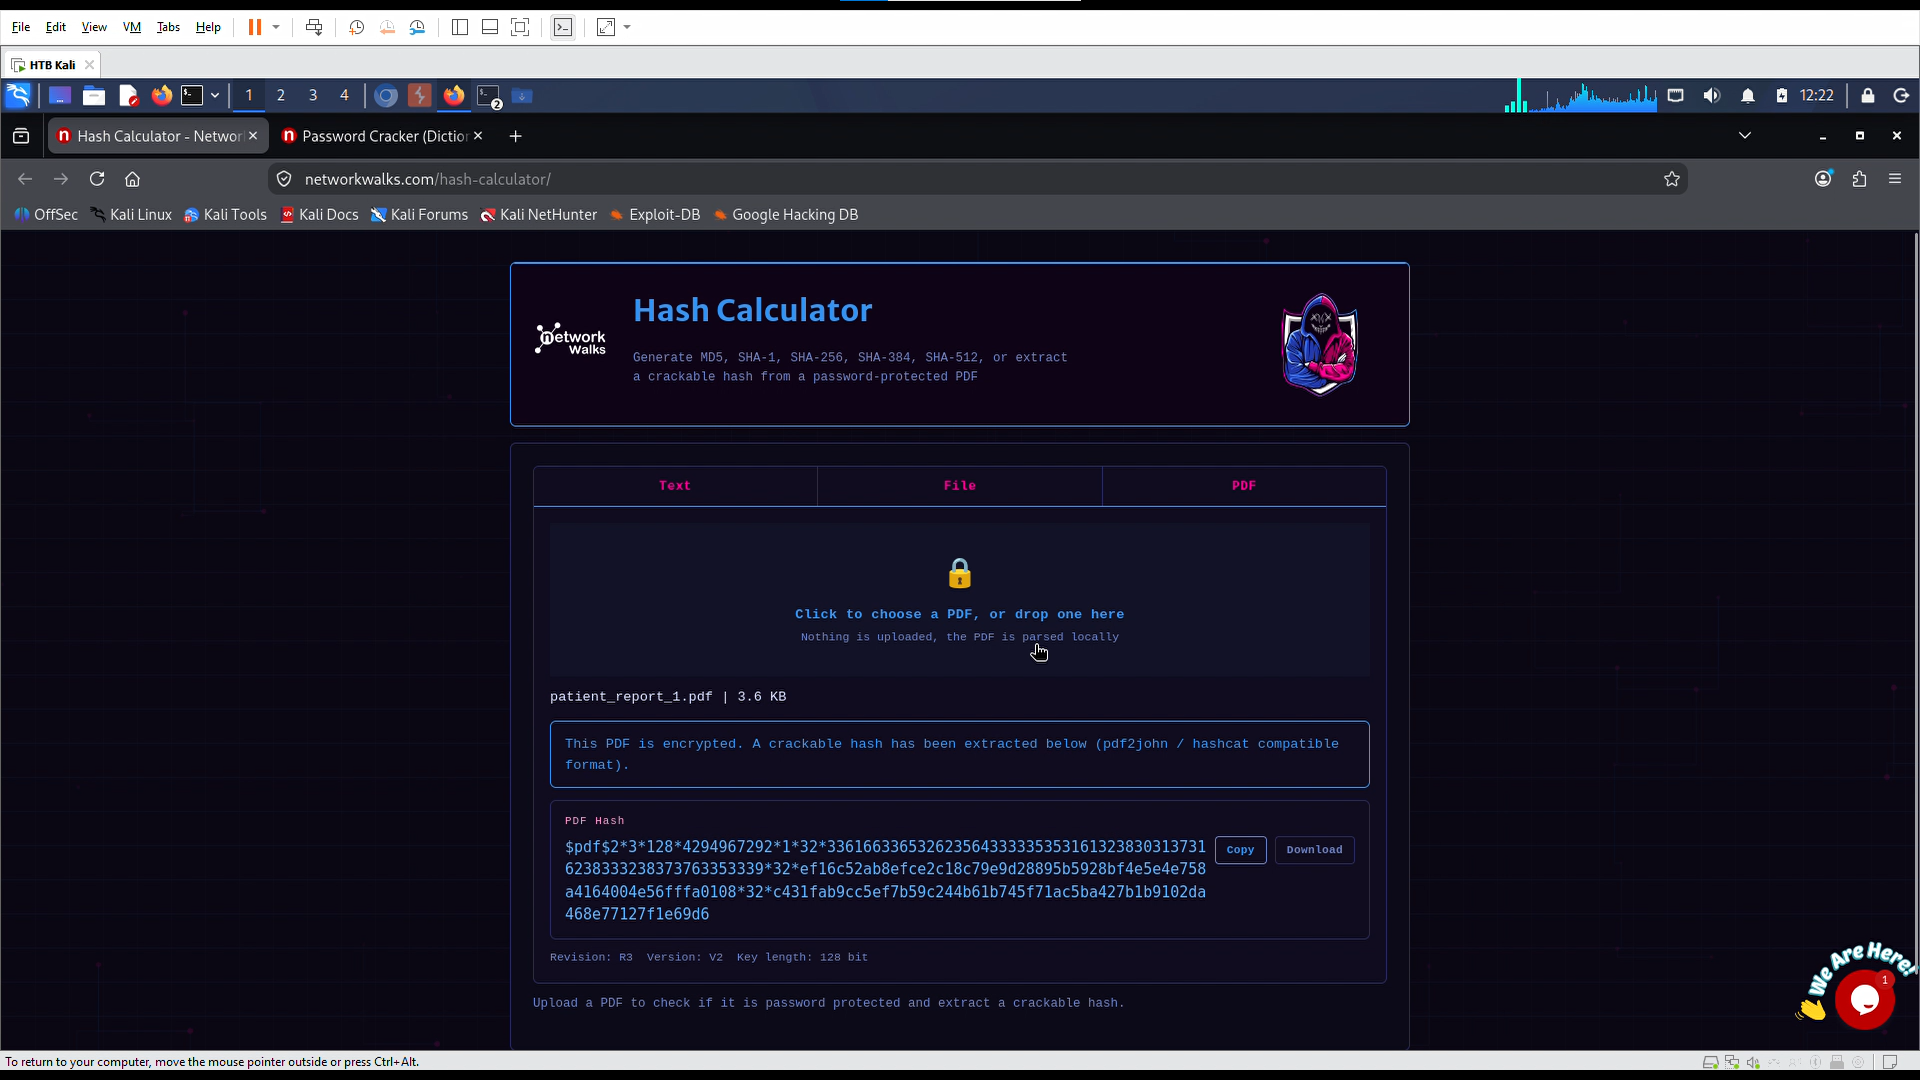 File Edit View VM Tabs Help
HTB Kali
1 2 3 4 2 12:22
Hash Calculator - Networ Password Cracker (Diction
networkwalks.com/hash-calculator/
OffSec Kali Linux Kali Tools Kali Docs Kali Forums Kali NetHunter Exploit-DB Google Hacking DB
network
Walks
Hash Calculator
Generate MD5, SHA-1, SHA-256, SHA-384, SHA-512, or extract
a crackable hash from a password-protected PDF
Text File PDF
Click to choose a PDF, or drop one here
Nothing is uploaded, the PDF is parsed locally
patient_report_1.pdf | 3.6 KB
This PDF is encrypted. A crackable hash has been extracted below (pdf2john / hashcat compatible
format).
PDF Hash
$pdf$2*3*128*4294967292*1*32*33616633653262356433333535316132383031373​1
62383332383737633​53339*32*ef16c52ab8efce2c18c79e9d28895b5928bf4e5e4e758
a4164004e56fffa0108*32*c431fab9cc5ef7b59c244b61b745f71ac5ba427b1b9102da
468e77127f1e69d6
Copy Download
Revision: R3 Version: V2 Key length: 128 bit
Upload a PDF to check if it is password protected and extract a crackable hash.
We Are Here!
1
To return to your computer, move the mouse pointer outside or press Ctrl+Alt.